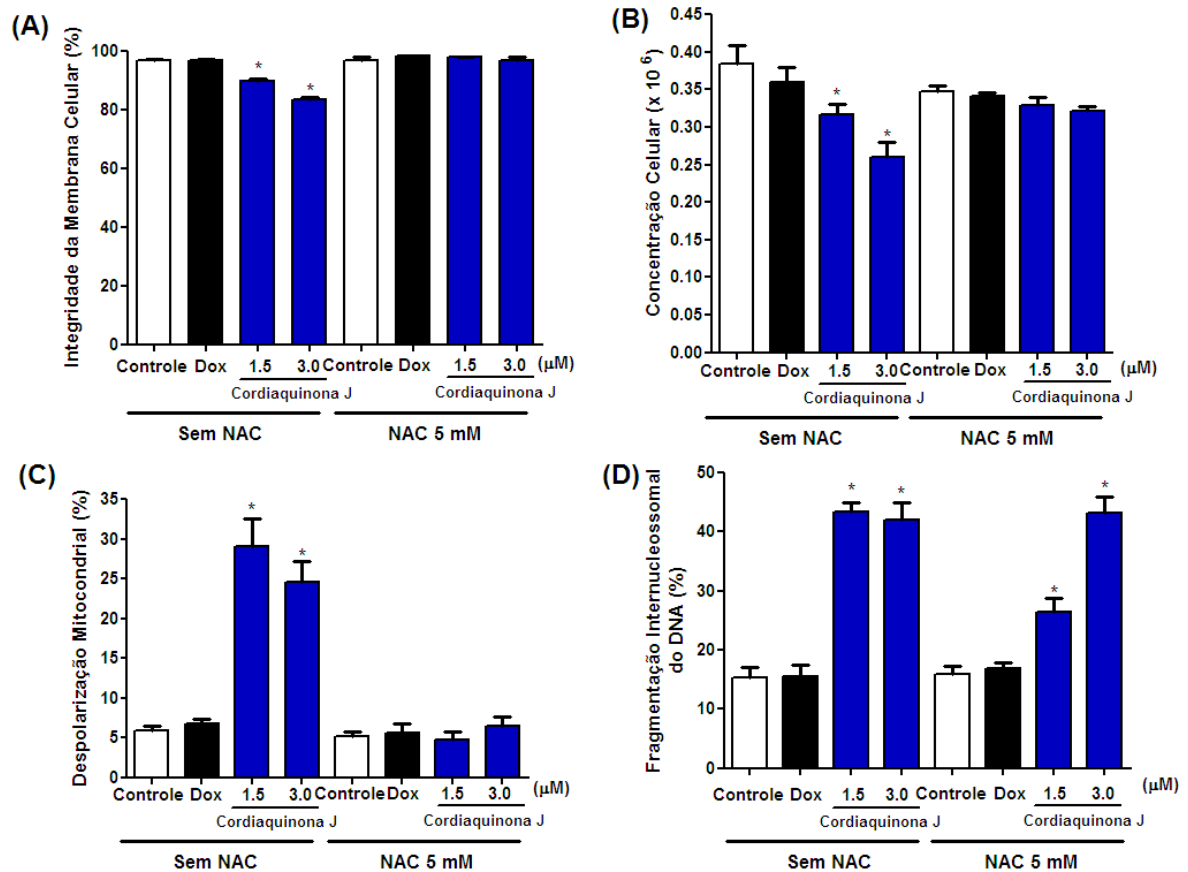 (A)
Integridade da Membrana Celular (%)
100
80
60
40
20
0
* *
Controle Dox 1.5 3.0 Controle Dox 1.5 3.0 (µM)
Cordiaquinona J Cordiaquinona J
Sem NAC NAC 5 mM
(B)
Concentração Celular (x 10 6)
0.45
0.40
0.35
0.30
0.25
0.20
0.15
0.10
0.05
0.00
* *
Controle Dox 1.5 3.0 Controle Dox 1.5 3.0 (µM)
Cordiaquinona J Cordiaquinona J
Sem NAC NAC 5 mM
(C)
Despolarização Mitocondrial (%)
35
30
25
20
15
10
5
0
* *
Controle Dox 1.5 3.0 Controle Dox 1.5 3.0 (µM)
Cordiaquinona J Cordiaquinona J
Sem NAC NAC 5 mM
(D)
Fragmentação Internucleossomal
do DNA (%)
50
40
30
20
10
0
* * * *
Controle Dox 1.5 3.0 Controle Dox 1.5 3.0 (µM)
Cordiaquinona J Cordiaquinona J
Sem NAC NAC 5 mM